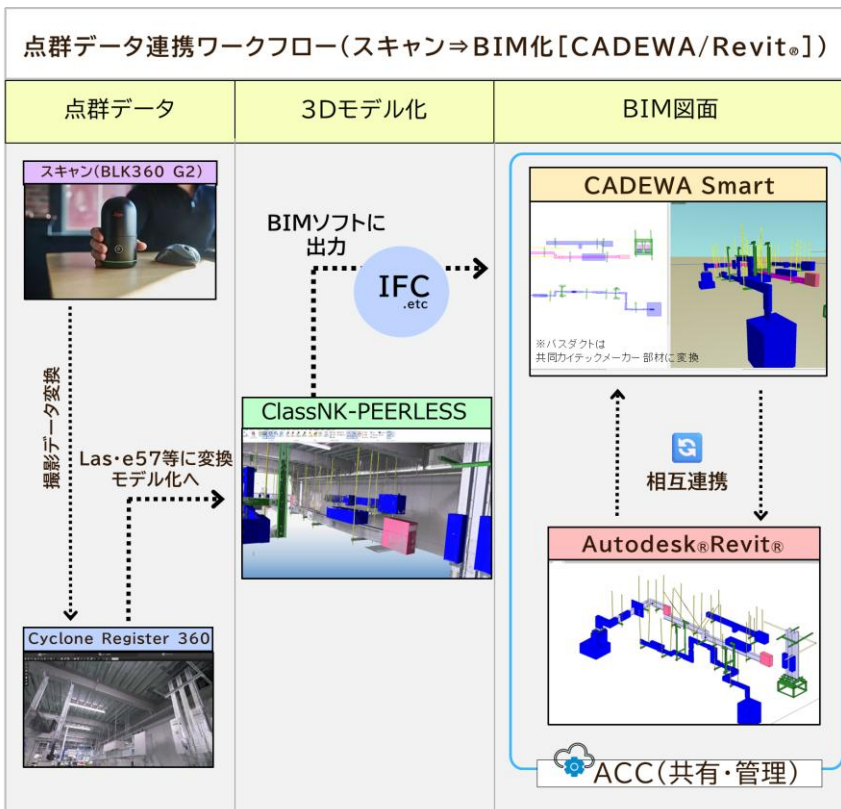 点群データ連携ワークフロー(スキャン⇒BIM化[CADEWA/Revit®])
点群データ
3Dモデル化
BIM図面
スキャン(BLK360 G2)
撮影データ変換
Las・e57等に変換
モデル化へ
Cyclone Register 360
BIMソフトに
出力
IFC
.etc
ClassNK-PEERLESS
CADEWA Smart
※バスダクトは
共同カイテックメーカー部材に変換
相互連携
Autodesk®Revit®
ACC(共有・管理)